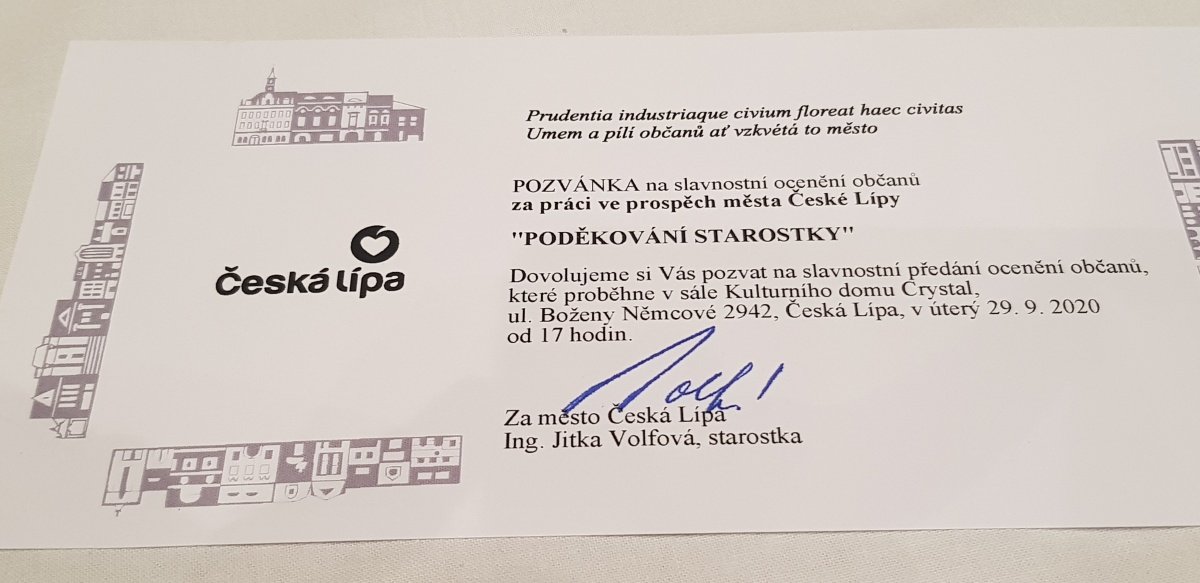 Prudentia industriaque civium floreat haec civitas
Umem a pílí občanů ať vzkvétá to město
POZVÁNKA na slavnostní ocenění občanů
za práci ve prospěch města České Lípy
"PODĚKOVÁNÍ STAROSTKY"
česká lípa
Dovolujeme si Vás pozvat na slavnostní předání ocenění občanů,
které proběhne v sále Kulturního domu Crystal,
ul. Boženy Němcové 2942, Česká Lípa, v úterý 29. 9. 2020
od 17 hodin.
Za město Česká Lípa
Ing. Jitka Volfová, starostka